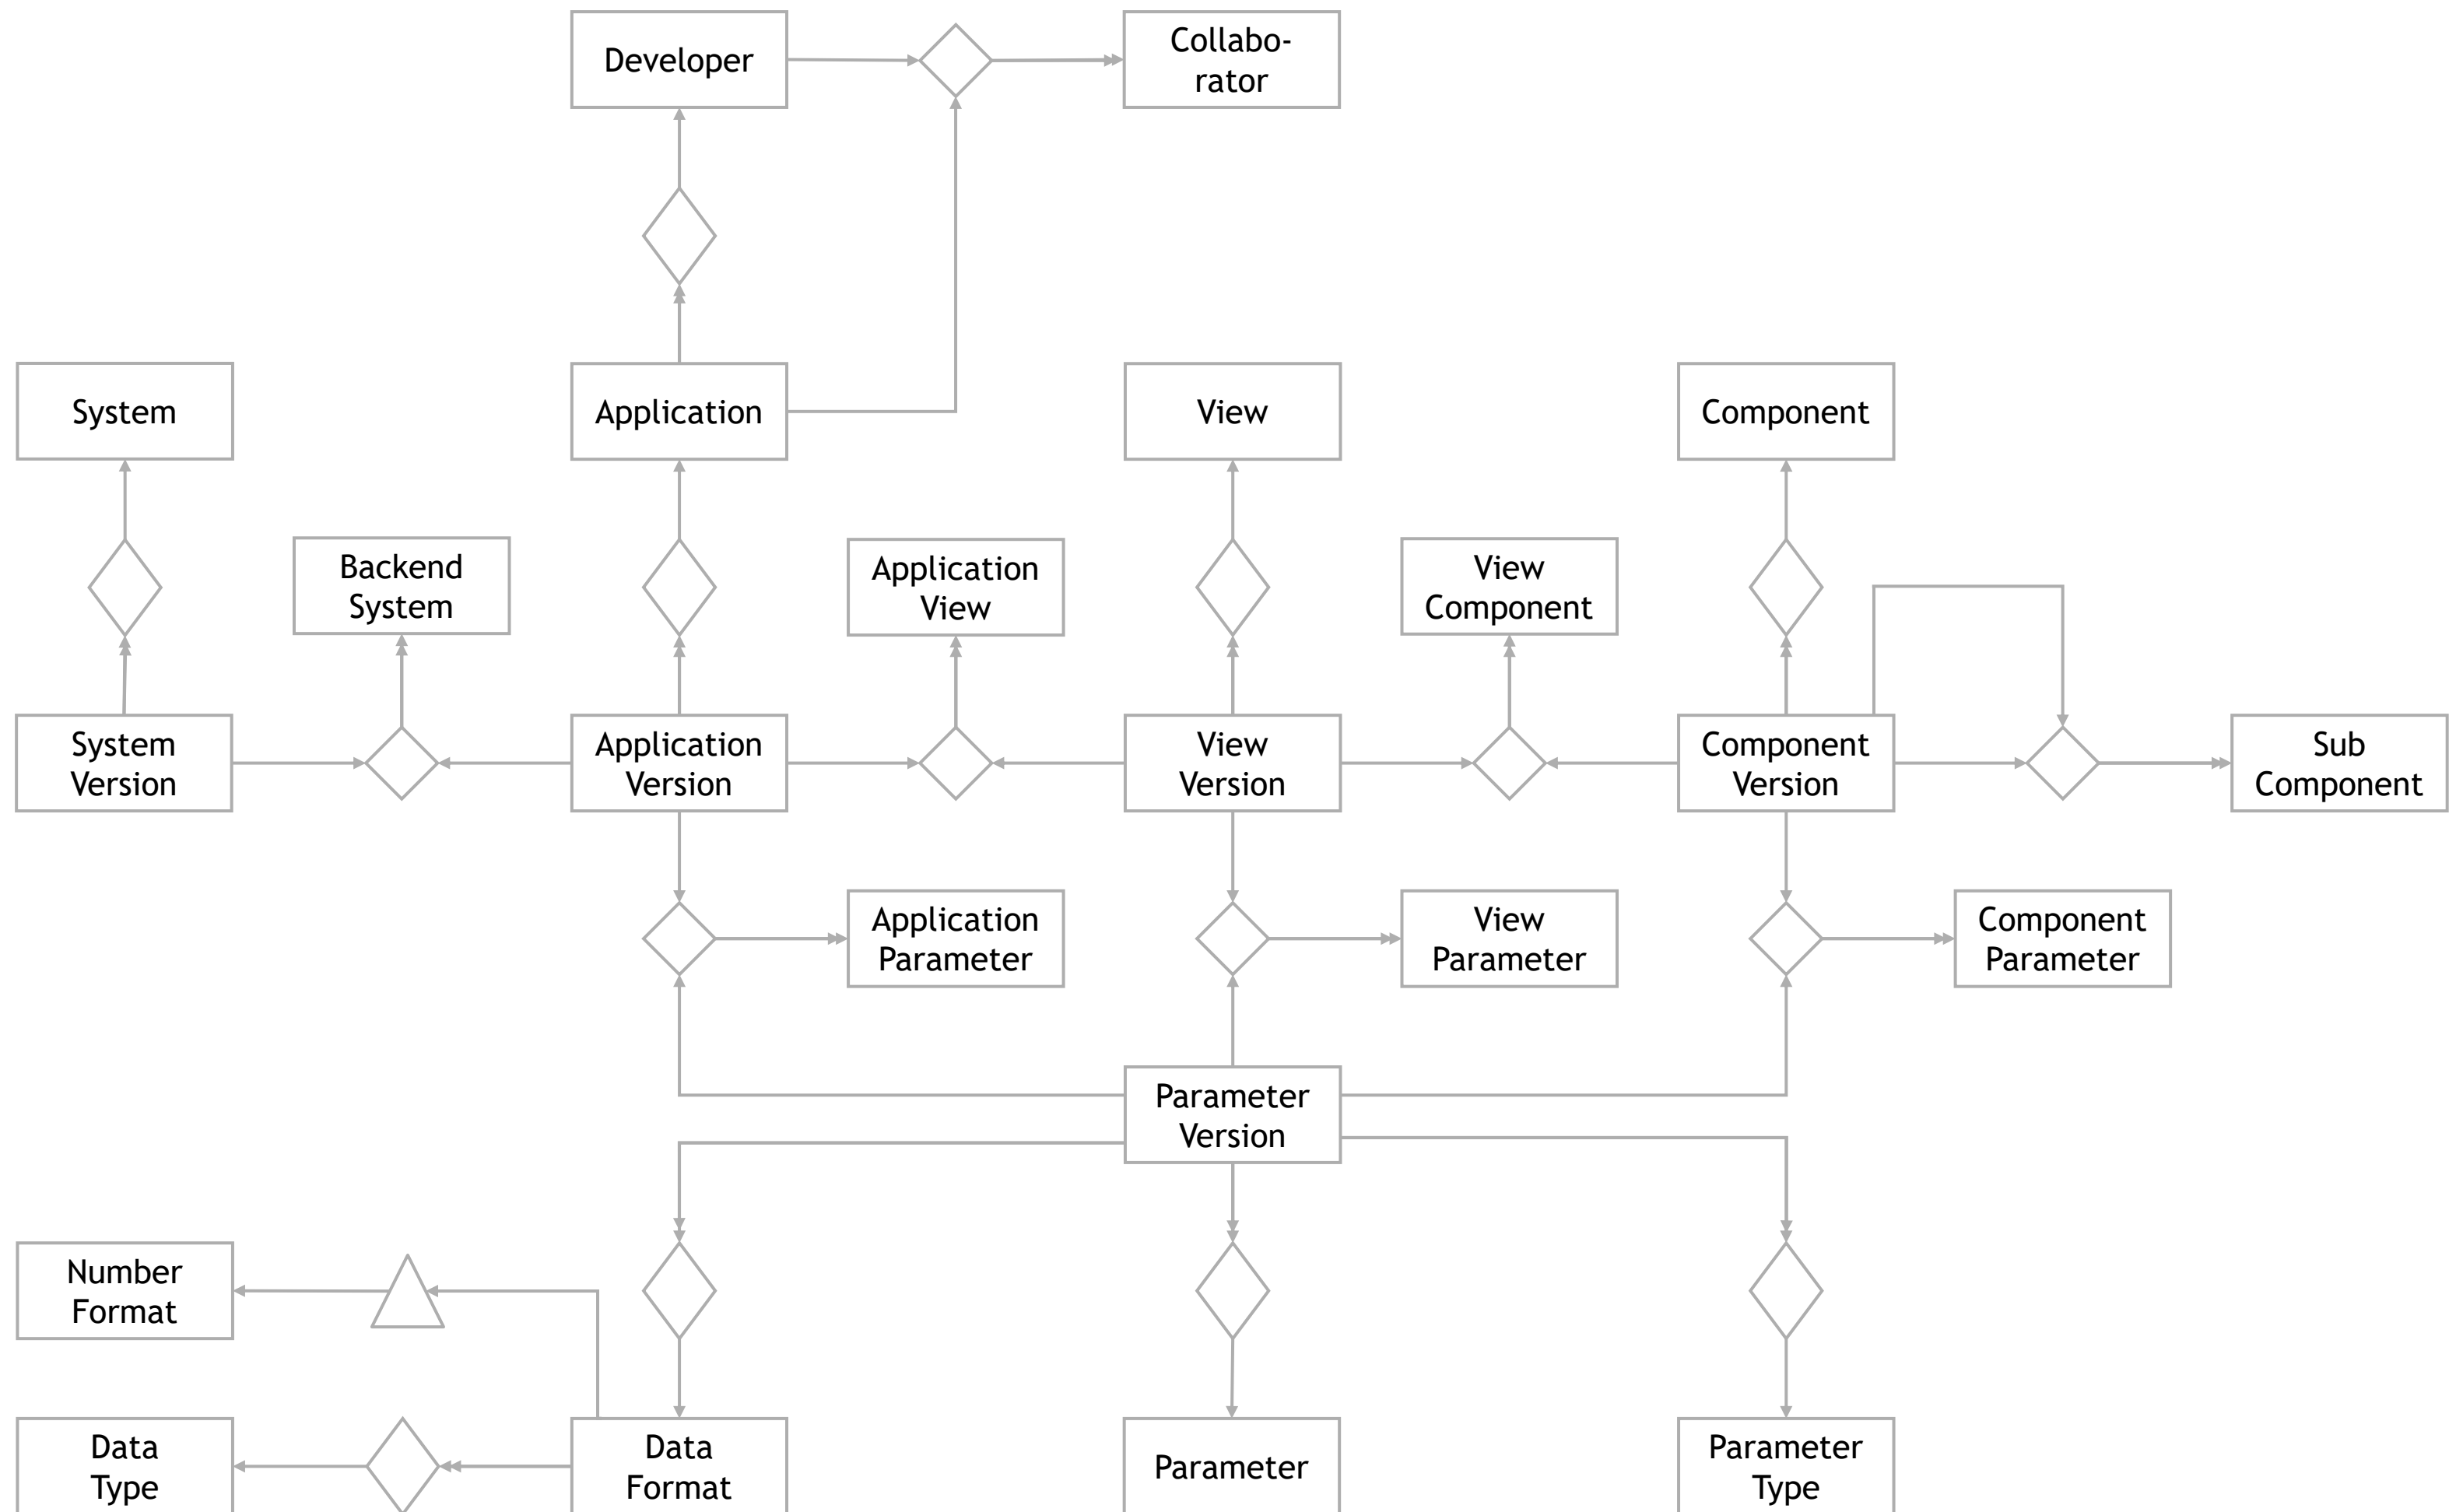 Developer
Collabo-
rator
System
Application
View
Component
Backend
System
Application
View
View
Component
System
Version
Application
Version
View
Version
Component
Version
Sub
Component
Application
Parameter
View
Parameter
Component
Parameter
Parameter
Version
Number
Format
Data
Type
Data
Format
Parameter
Parameter
Type